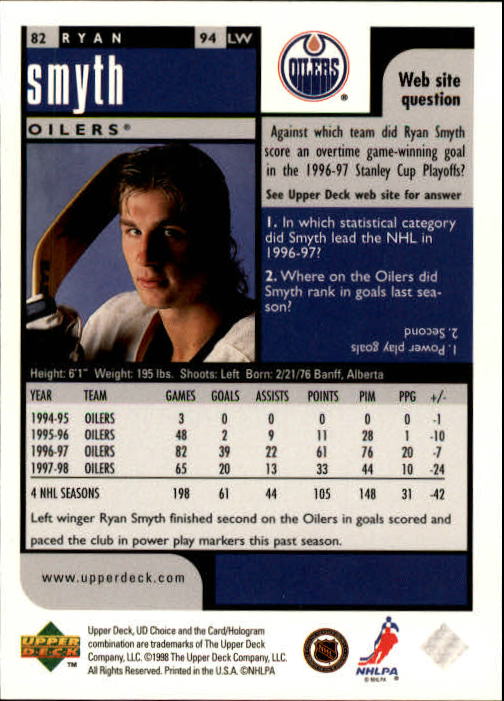 82 RYAN 94 LW
smyth
OILERS®
OILERS
®
Web site
question
Against which team did Ryan Smyth
score an overtime game-winning goal
in the 1996-97 Stanley Cup Playoffs?
See Upper Deck web site for answer
1. In which statistical category
did Smyth lead the NHL in
1996-97?
2. Where on the Oilers did
Smyth rank in goals last sea-
son?
1. Power play goals
2. Second
Height: 6'1" Weight: 195 lbs. Shoots: Left Born: 2/21/76 Banff, Alberta
YEAR TEAM GAMES GOALS ASSISTS POINTS PIM PPG +/-
1994-95 OILERS 3 0 0 0 0 0 -1
1995-96 OILERS 48 2 9 11 28 1 -10
1996-97 OILERS 82 39 22 61 76 20 -7
1997-98 OILERS 65 20 13 33 44 10 -24
4 NHL SEASONS 198 61 44 105 148 31 -42
Left winger Ryan Smyth finished second on the Oilers in goals scored and
paced the club in power play markers this past season.
www.upperdeck.com
UPPER
DECK
™
Upper Deck, UD Choice and the Card/Hologram
combination are trademarks of The Upper Deck
Company, LLC. ©1998 The Upper Deck Company, LLC.
All Rights Reserved. Printed in the U.S.A. ©NHLPA
NHL
NHLPA
© NHLPA